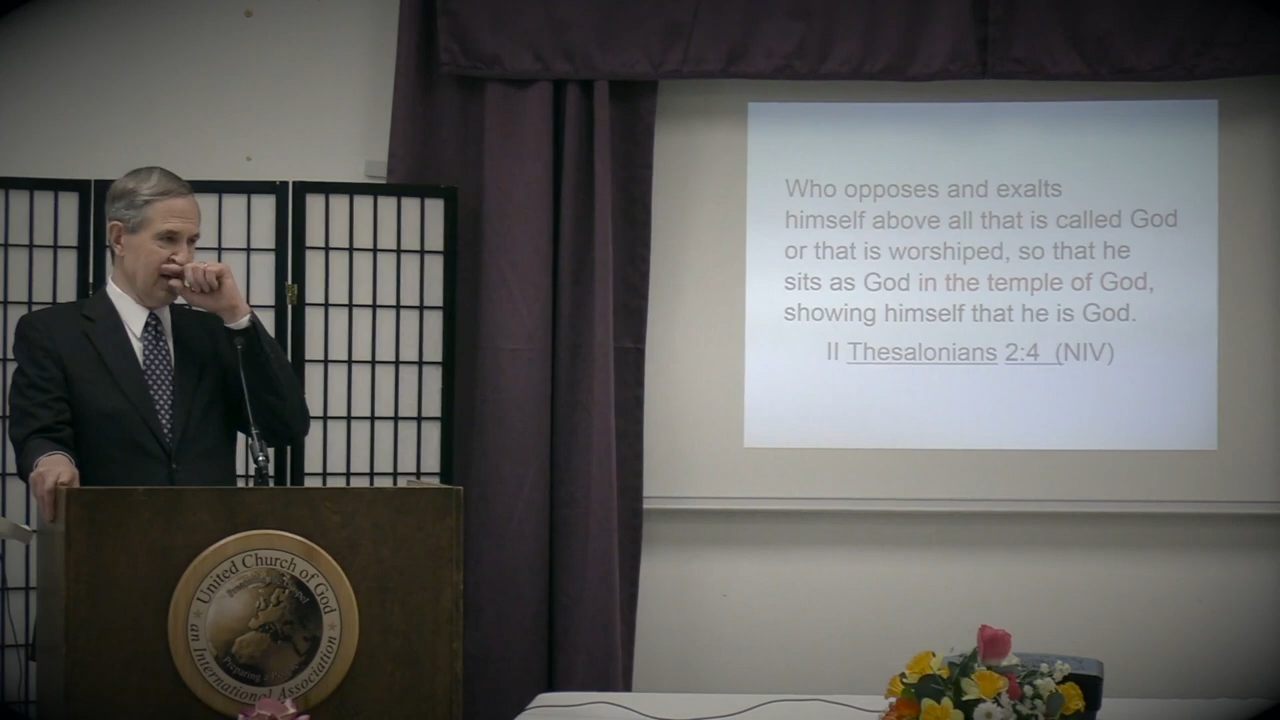 Who opposes and exalts
himself above all that is called God
or that is worshiped, so that he
sits as God in the temple of God,
showing himself that he is God.
II Thesalonians 2:4 (NIV)
United Church of God
Preparing a
an International Association